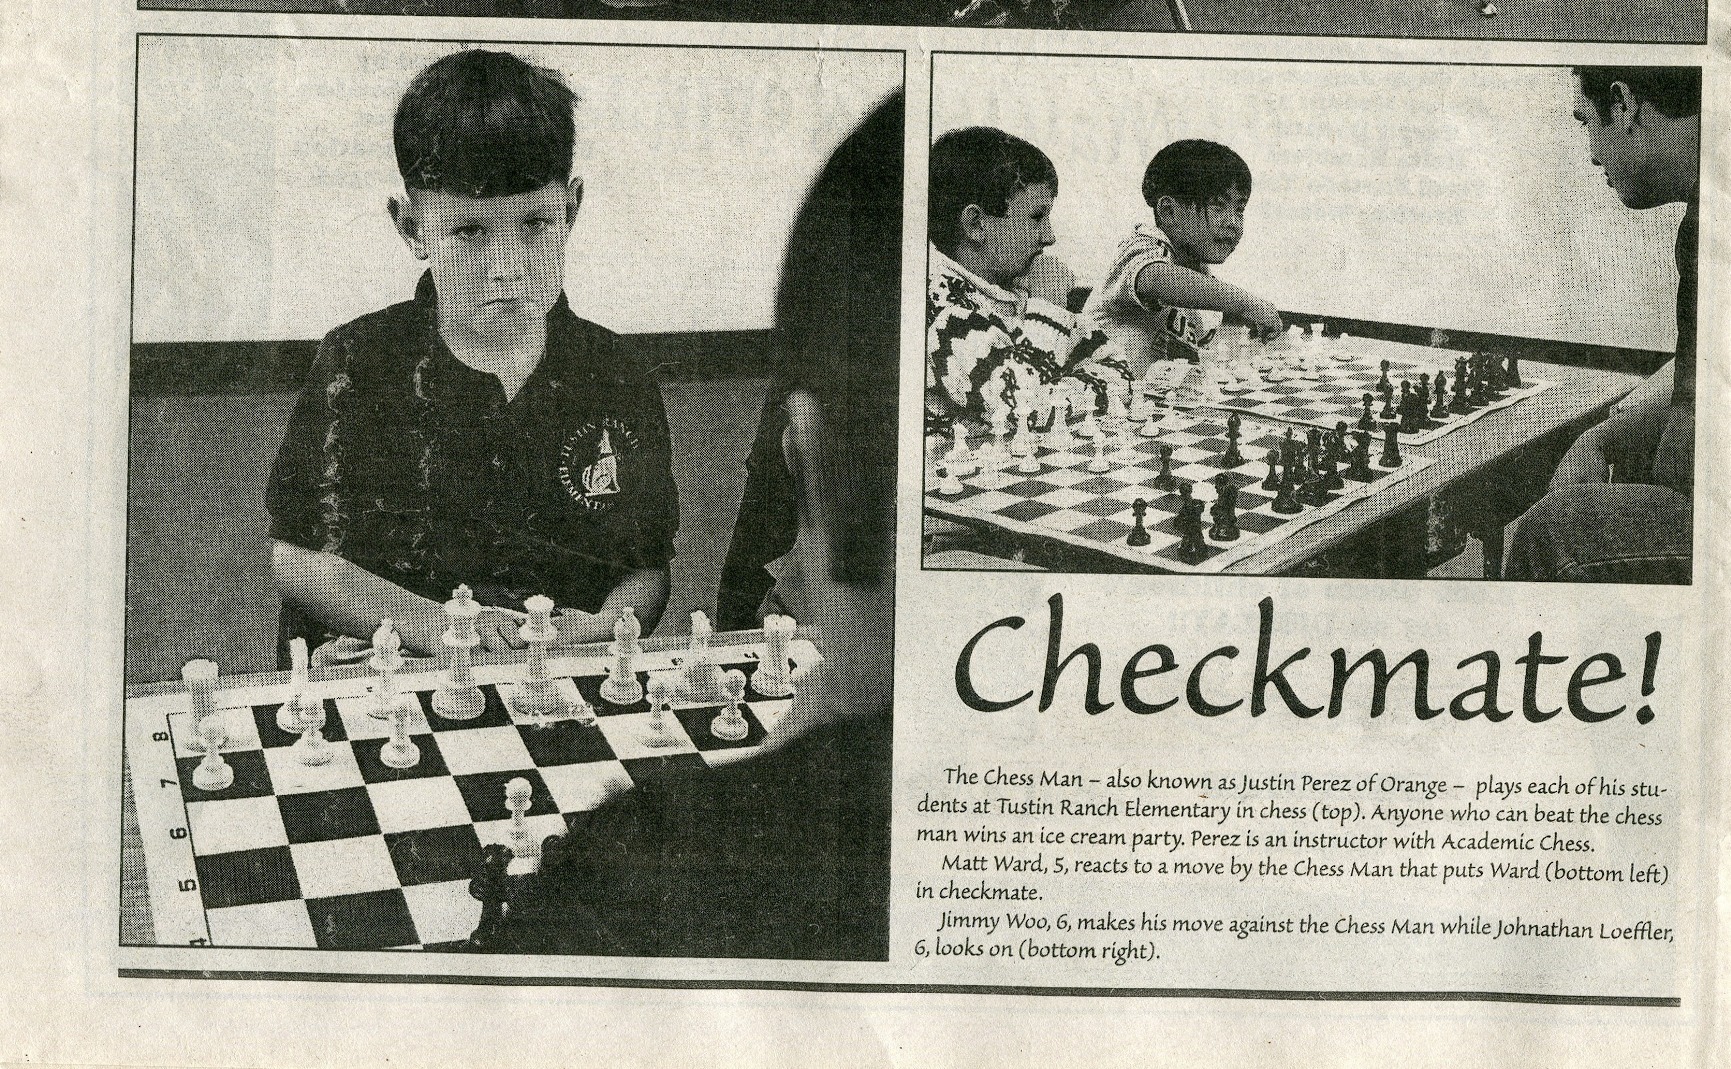 TUSTIN RANCH
ELEMENTARY
8
7
6
5
4
Checkmate!
The Chess Man – also known as Justin Perez of Orange – plays each of his stu-
dents at Tustin Ranch Elementary in chess (top). Anyone who can beat the chess
man wins an ice cream party. Perez is an instructor with Academic Chess.
Matt Ward, 5, reacts to a move by the Chess Man that puts Ward (bottom left)
in checkmate.
Jimmy Woo, 6, makes his move against the Chess Man while Johnathan Loeffler,
6, looks on (bottom right).